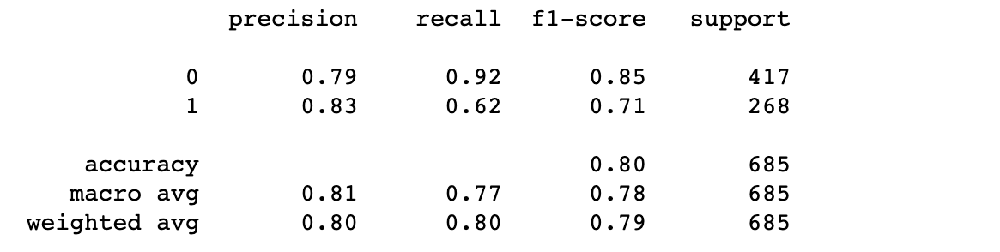 precision recall f1-score support
0 0.79 0.92 0.85 417
1 0.83 0.62 0.71 268
accuracy 0.80 685
macro avg 0.81 0.77 0.78 685
weighted avg 0.80 0.80 0.79 685